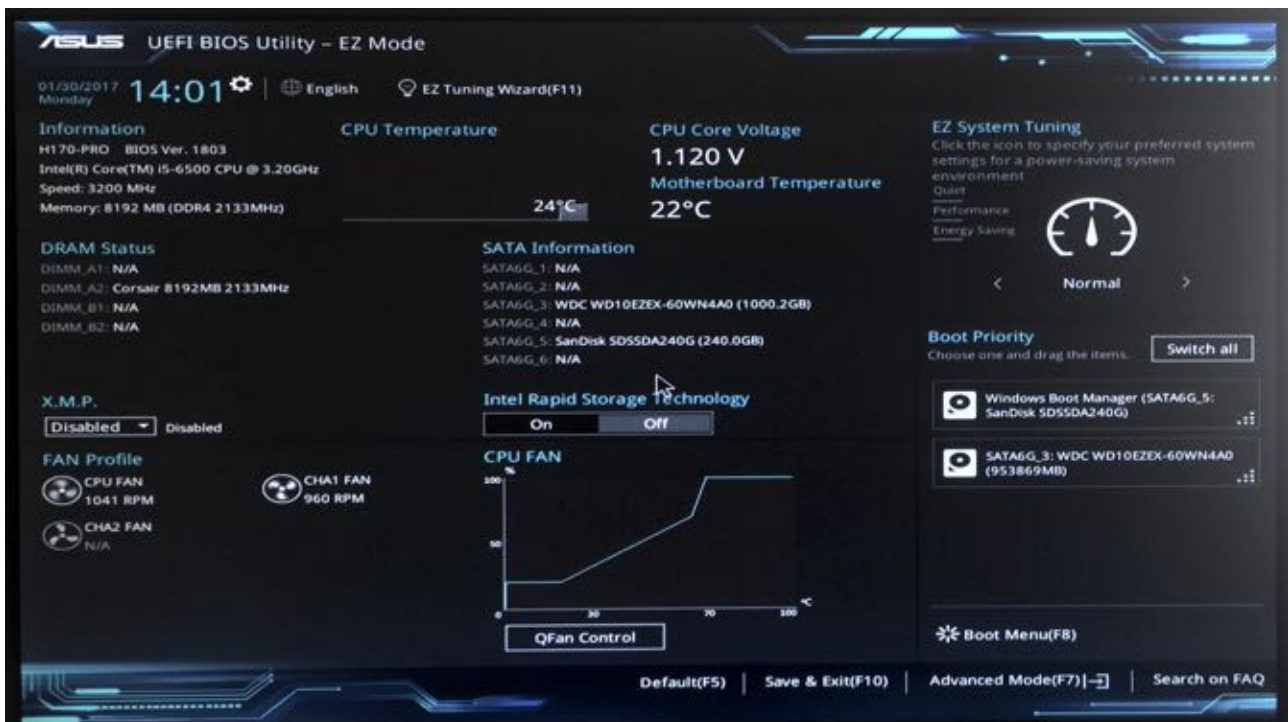 ASUS UEFI BIOS Utility – EZ Mode
01/30/2017
Monday
14:01
English
EZ Tuning Wizard(F11)
Information
H170-PRO BIOS Ver. 1803
Intel(R) Core(TM) i5-6500 CPU @ 3.20GHz
Speed: 3200 MHz
Memory: 8192 MB (DDR4 2133MHz)
CPU Temperature
24°C
CPU Core Voltage
1.120 V
Motherboard Temperature
22°C
EZ System Tuning
Click the icon to specify your preferred system
settings for a power-saving system
environment
Quiet
Performance
Energy Saving
<
Normal
>
DRAM Status
DIMM_A1: N/A
DIMM_A2: Corsair 8192MB 2133MHz
DIMM_B1: N/A
DIMM_B2: N/A
SATA Information
SATA6G_1: N/A
SATA6G_2: N/A
SATA6G_3: WDC WD10EZEX-60WN4A0 (1000.2GB)
SATA6G_4: N/A
SATA6G_5: SanDisk SDSSDA240G (240.0GB)
SATA6G_6: N/A
Boot Priority
Choose one and drag the items.
Switch all
Windows Boot Manager (SATA6G_5:
SanDisk SDSSDA240G)
SATA6G_3: WDC WD10EZEX-60WN4A0
(953869MB)
X.M.P.
Disabled
Disabled
Intel Rapid Storage Technology
On
Off
FAN Profile
CPU FAN
1041 RPM
CHA1 FAN
960 RPM
CHA2 FAN
N/A
CPU FAN
%
100
50
0
30
70
100
°C
QFan Control
Boot Menu(F8)
Default(F5)
Save & Exit(F10)
Advanced Mode(F7)
Search on FAQ